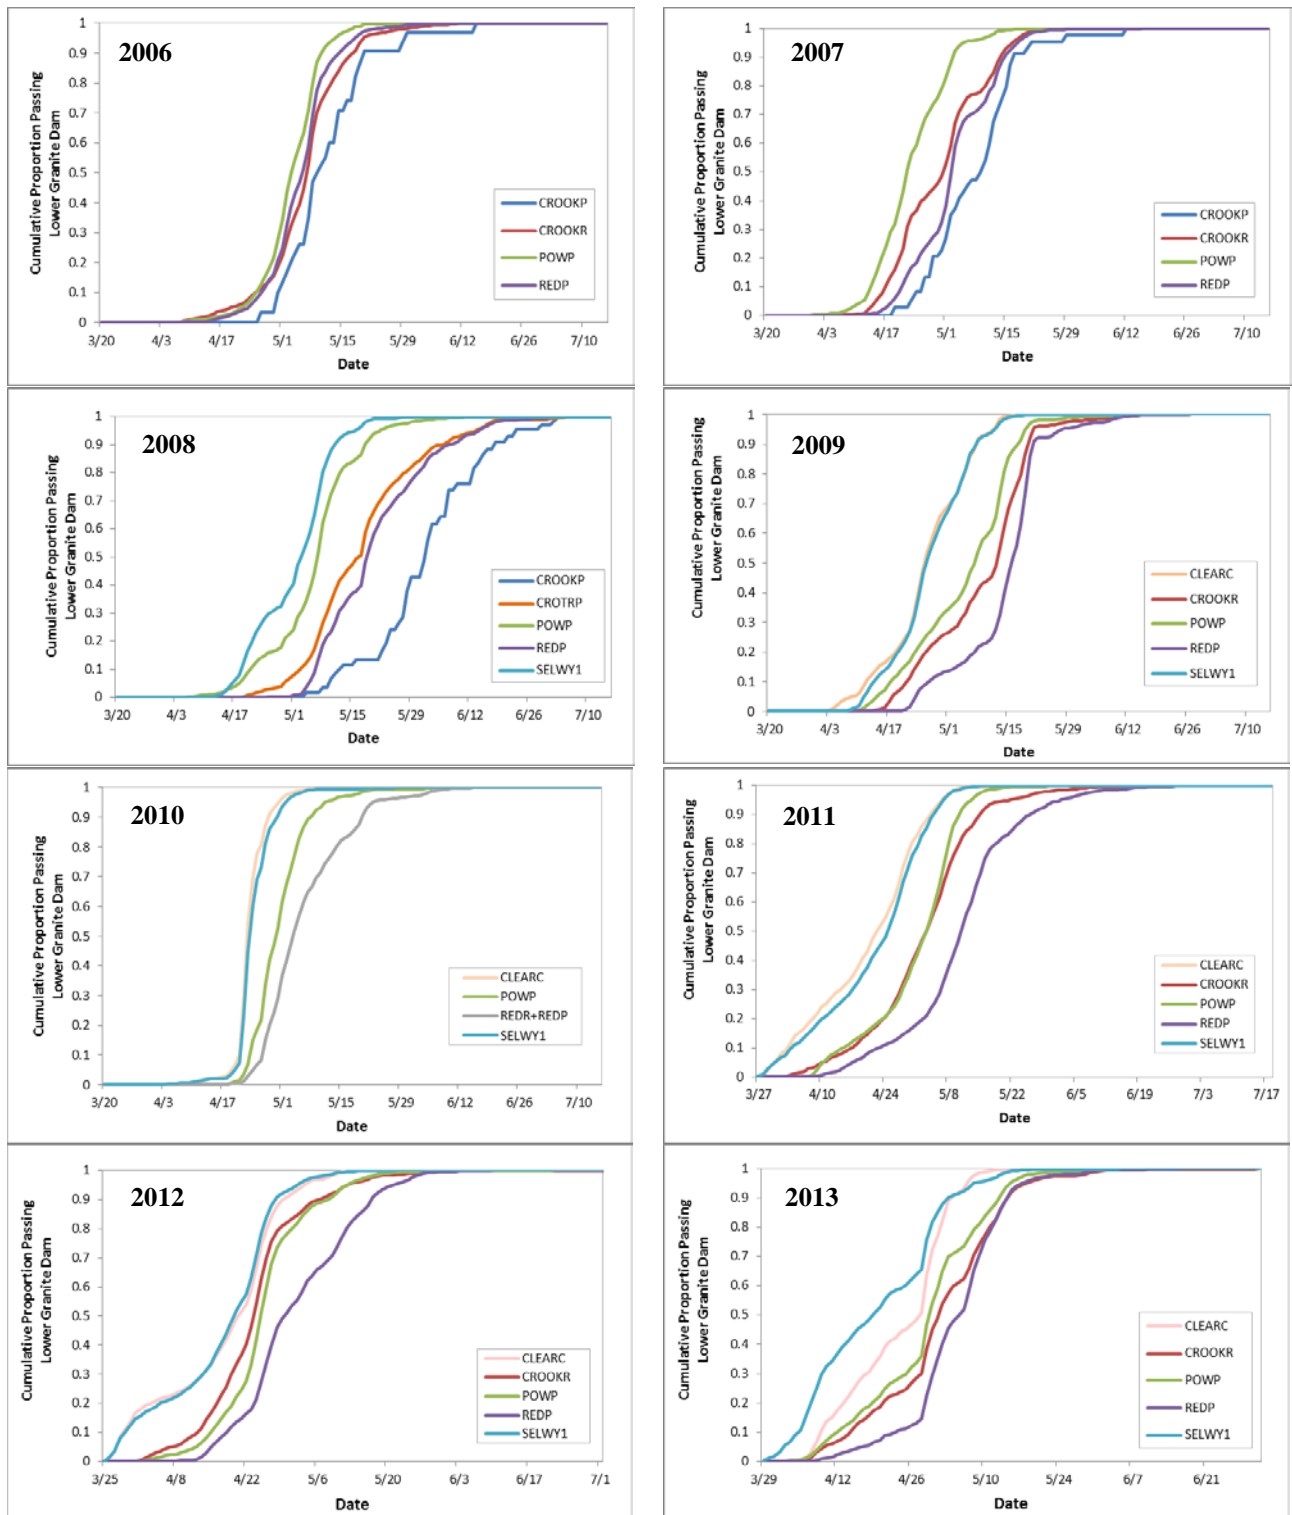 2006
Cumulative Proportion Passing
Lower Granite Dam
1
0.9
0.8
0.7
0.6
0.5
0.4
0.3
0.2
0.1
0
CROOKP
CROOKR
POWP
REDP
3/20 4/3 4/17 5/1 5/15 5/29 6/12 6/26 7/10
Date
2007
Cumulative Proportion Passing
Lower Granite Dam
1
0.9
0.8
0.7
0.6
0.5
0.4
0.3
0.2
0.1
0
CROOKP
CROOKR
POWP
REDP
3/20 4/3 4/17 5/1 5/15 5/29 6/12 6/26 7/10
Date
2008
Cumulative Proportion Passing
Lower Granite Dam
1
0.9
0.8
0.7
0.6
0.5
0.4
0.3
0.2
0.1
0
CROOKP
CROTRP
POWP
REDP
SELWY1
3/20 4/3 4/17 5/1 5/15 5/29 6/12 6/26 7/10
Date
2009
Cumulative Proportion Passing
Lower Granite Dam
1
0.9
0.8
0.7
0.6
0.5
0.4
0.3
0.2
0.1
0
CLEARC
CROOKR
POWP
REDP
SELWY1
3/20 4/3 4/17 5/1 5/15 5/29 6/12 6/26 7/10
Date
2010
Cumulative Proportion Passing
Lower Granite Dam
1
0.9
0.8
0.7
0.6
0.5
0.4
0.3
0.2
0.1
0
CLEARC
POWP
REDR+REDP
SELWY1
3/20 4/3 4/17 5/1 5/15 5/29 6/12 6/26 7/10
Date
2011
Cumulative Proportion Passing
Lower Granite Dam
1
0.9
0.8
0.7
0.6
0.5
0.4
0.3
0.2
0.1
0
CLEARC
CROOKR
POWP
REDP
SELWY1
3/27 4/10 4/24 5/8 5/22 6/5 6/19 7/3 7/17
Date
2012
Cumulative Proportion Passing
Lower Granite Dam
1
0.9
0.8
0.7
0.6
0.5
0.4
0.3
0.2
0.1
0
CLEARC
CROOKR
POWP
REDP
SELWY1
3/25 4/8 4/22 5/6 5/20 6/3 6/17 7/1
Date
2013
Cumulative Proportion Passing
Lower Granite Dam
1
0.9
0.8
0.7
0.6
0.5
0.4
0.3
0.2
0.1
0
CLEARC
CROOKR
POWP
REDP
SELWY1
3/29 4/12 4/26 5/10 5/24 6/7 6/21
Date